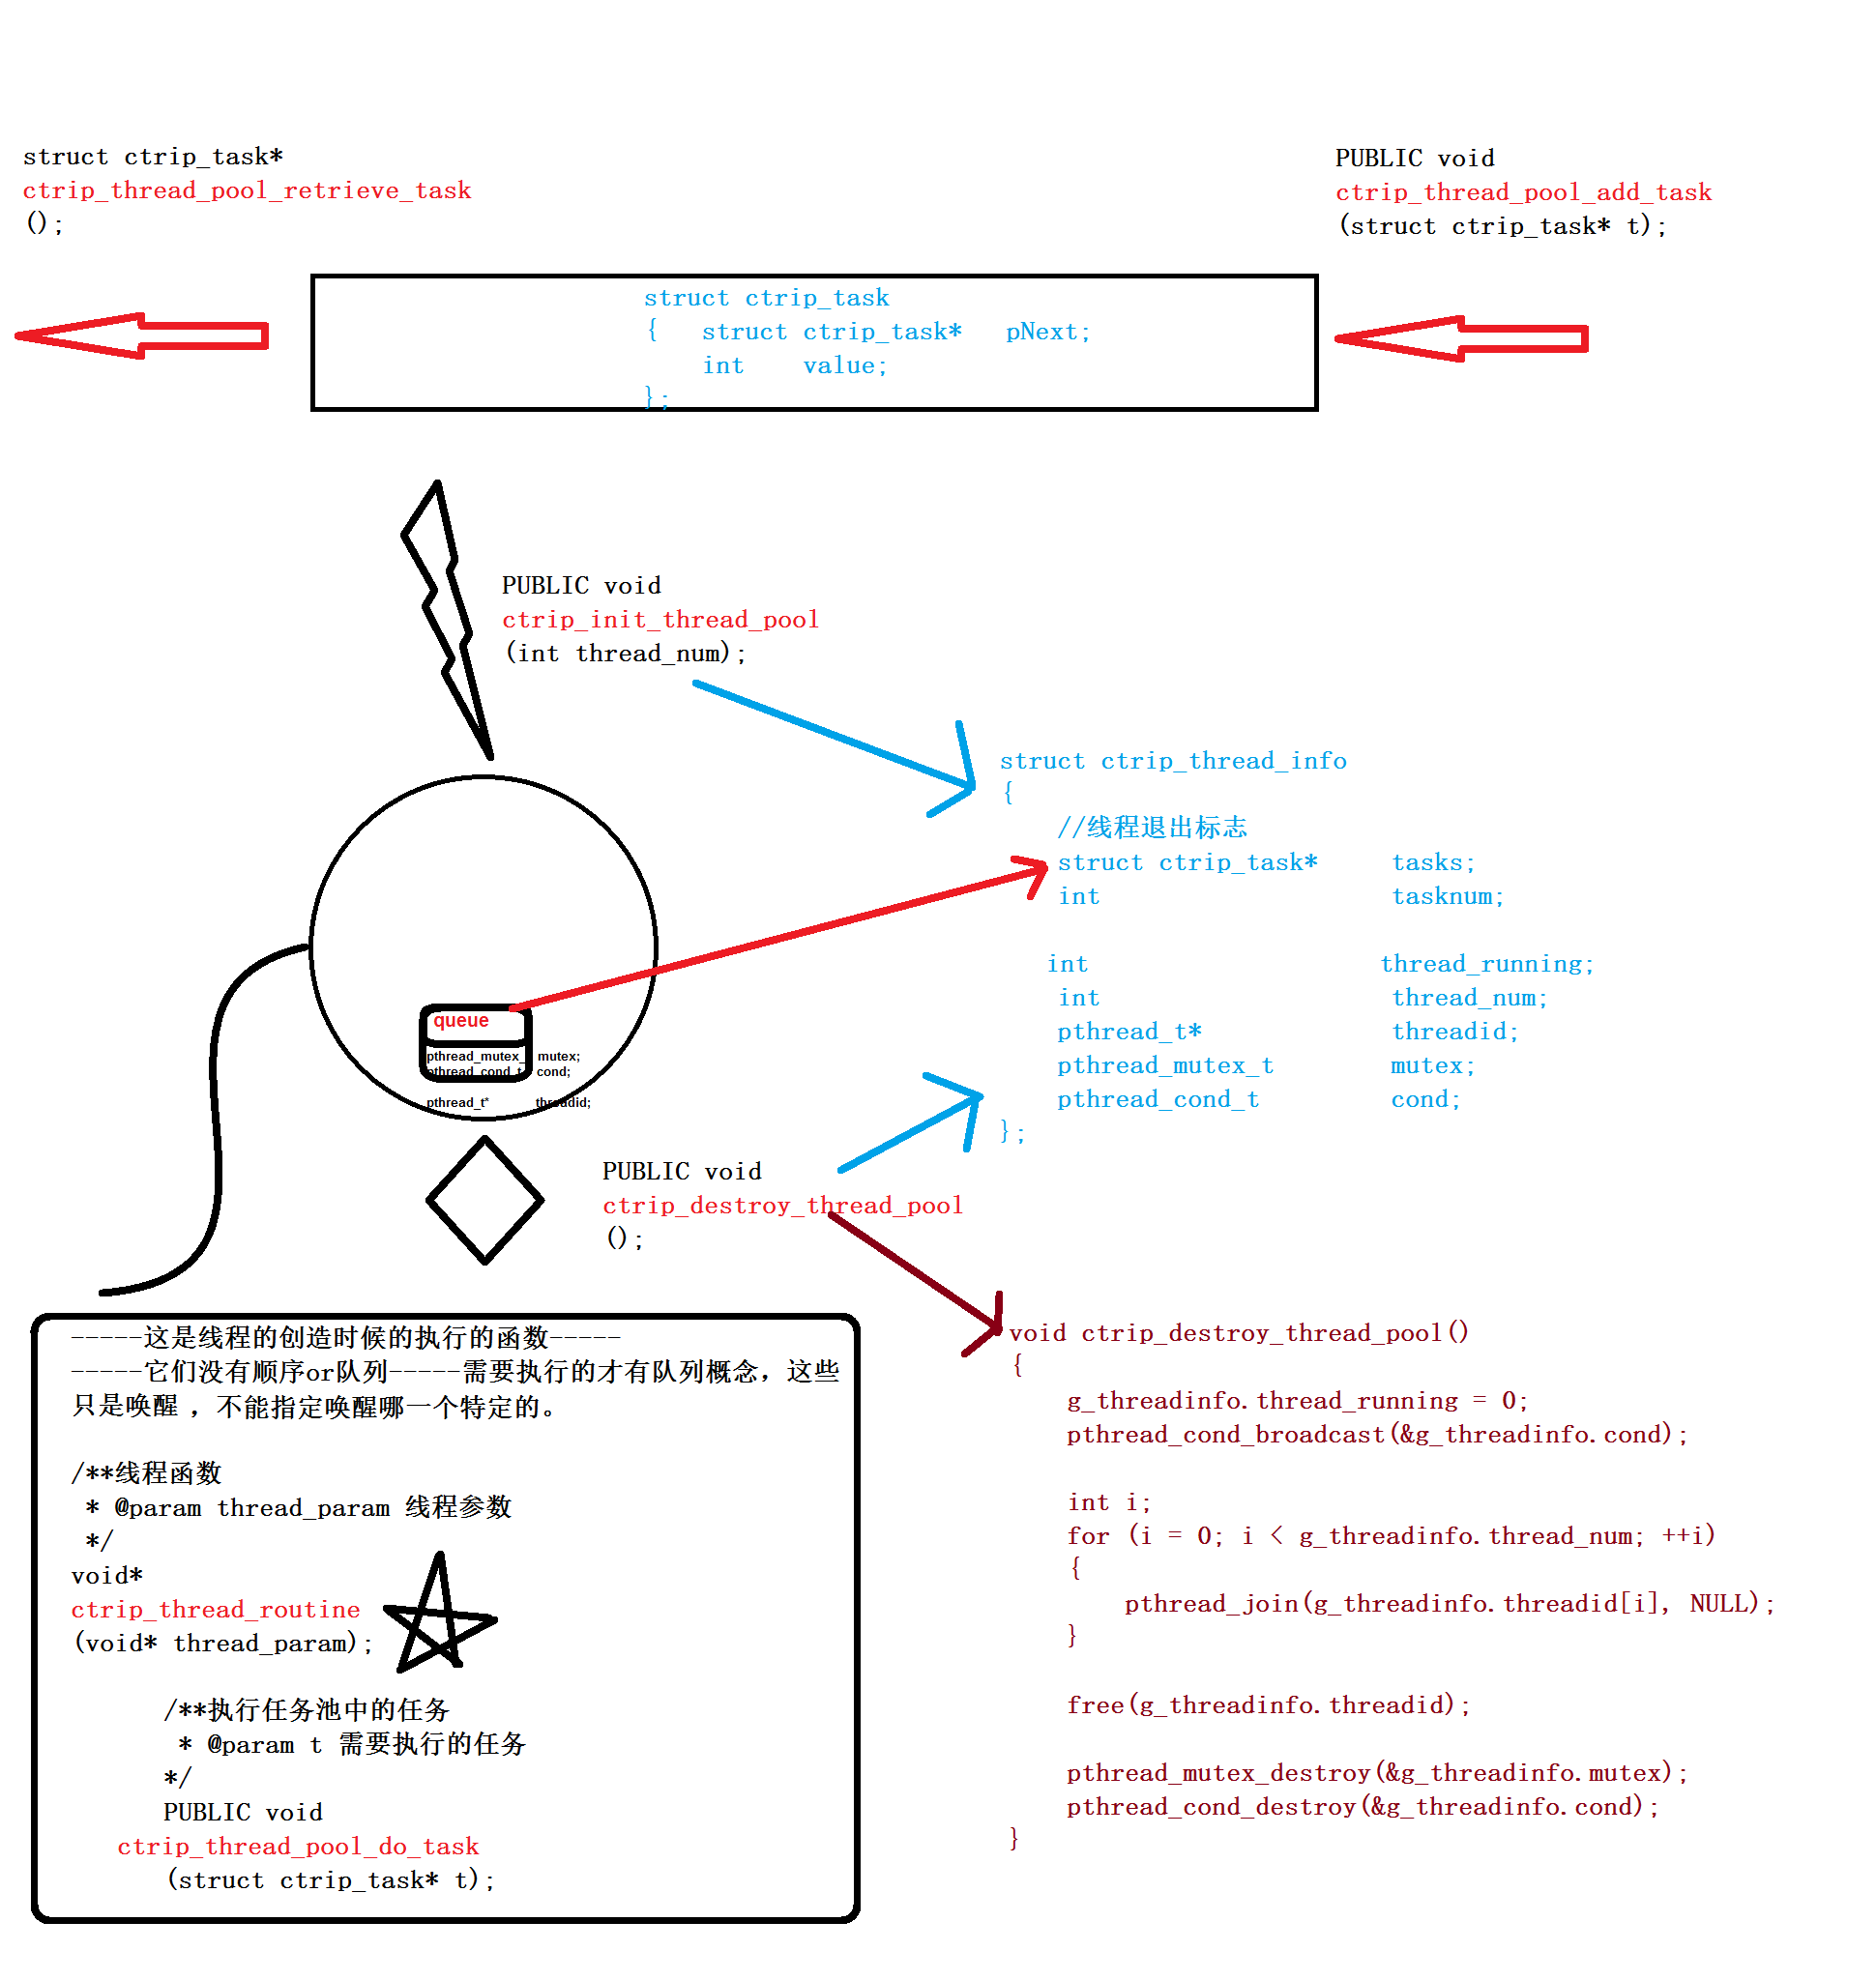 struct ctrip_task*
ctrip_thread_pool_retrieve_task
();
PUBLIC void
ctrip_thread_pool_add_task
(struct ctrip_task* t);
struct ctrip_task
{   struct ctrip_task*   pNext;
    int    value;
};
PUBLIC void
ctrip_init_thread_pool
(int thread_num);
struct ctrip_thread_info
{
    //线程退出标志
    struct ctrip_task*     tasks;
    int                    tasknum;
    int                    thread_running;
    int                    thread_num;
    pthread_t*             threadid;
    pthread_mutex_t        mutex;
    pthread_cond_t         cond;
};
queue
pthread_mutex_ mutex;
pthread_cond_t cond;
pthread_t* threadid;
PUBLIC void
ctrip_destroy_thread_pool
();
-----这是线程的创造时候的执行的函数-----
-----它们没有顺序or队列-----需要执行的才有队列概念，这些
只是唤醒 ，不能指定唤醒哪一个特定的。
/**线程函数
 * @param thread_param 线程参数
 */
void*
ctrip_thread_routine
(void* thread_param);
/**执行任务池中的任务
 * @param t 需要执行的任务
*/
PUBLIC void
ctrip_thread_pool_do_task
(struct ctrip_task* t);
void ctrip_destroy_thread_pool()
{
    g_threadinfo.thread_running = 0;
    pthread_cond_broadcast(&g_threadinfo.cond);
    int i;
    for (i = 0; i < g_threadinfo.thread_num; ++i)
    {
        pthread_join(g_threadinfo.threadid[i], NULL);
    }
    free(g_threadinfo.threadid);
    pthread_mutex_destroy(&g_threadinfo.mutex);
    pthread_cond_destroy(&g_threadinfo.cond);
}